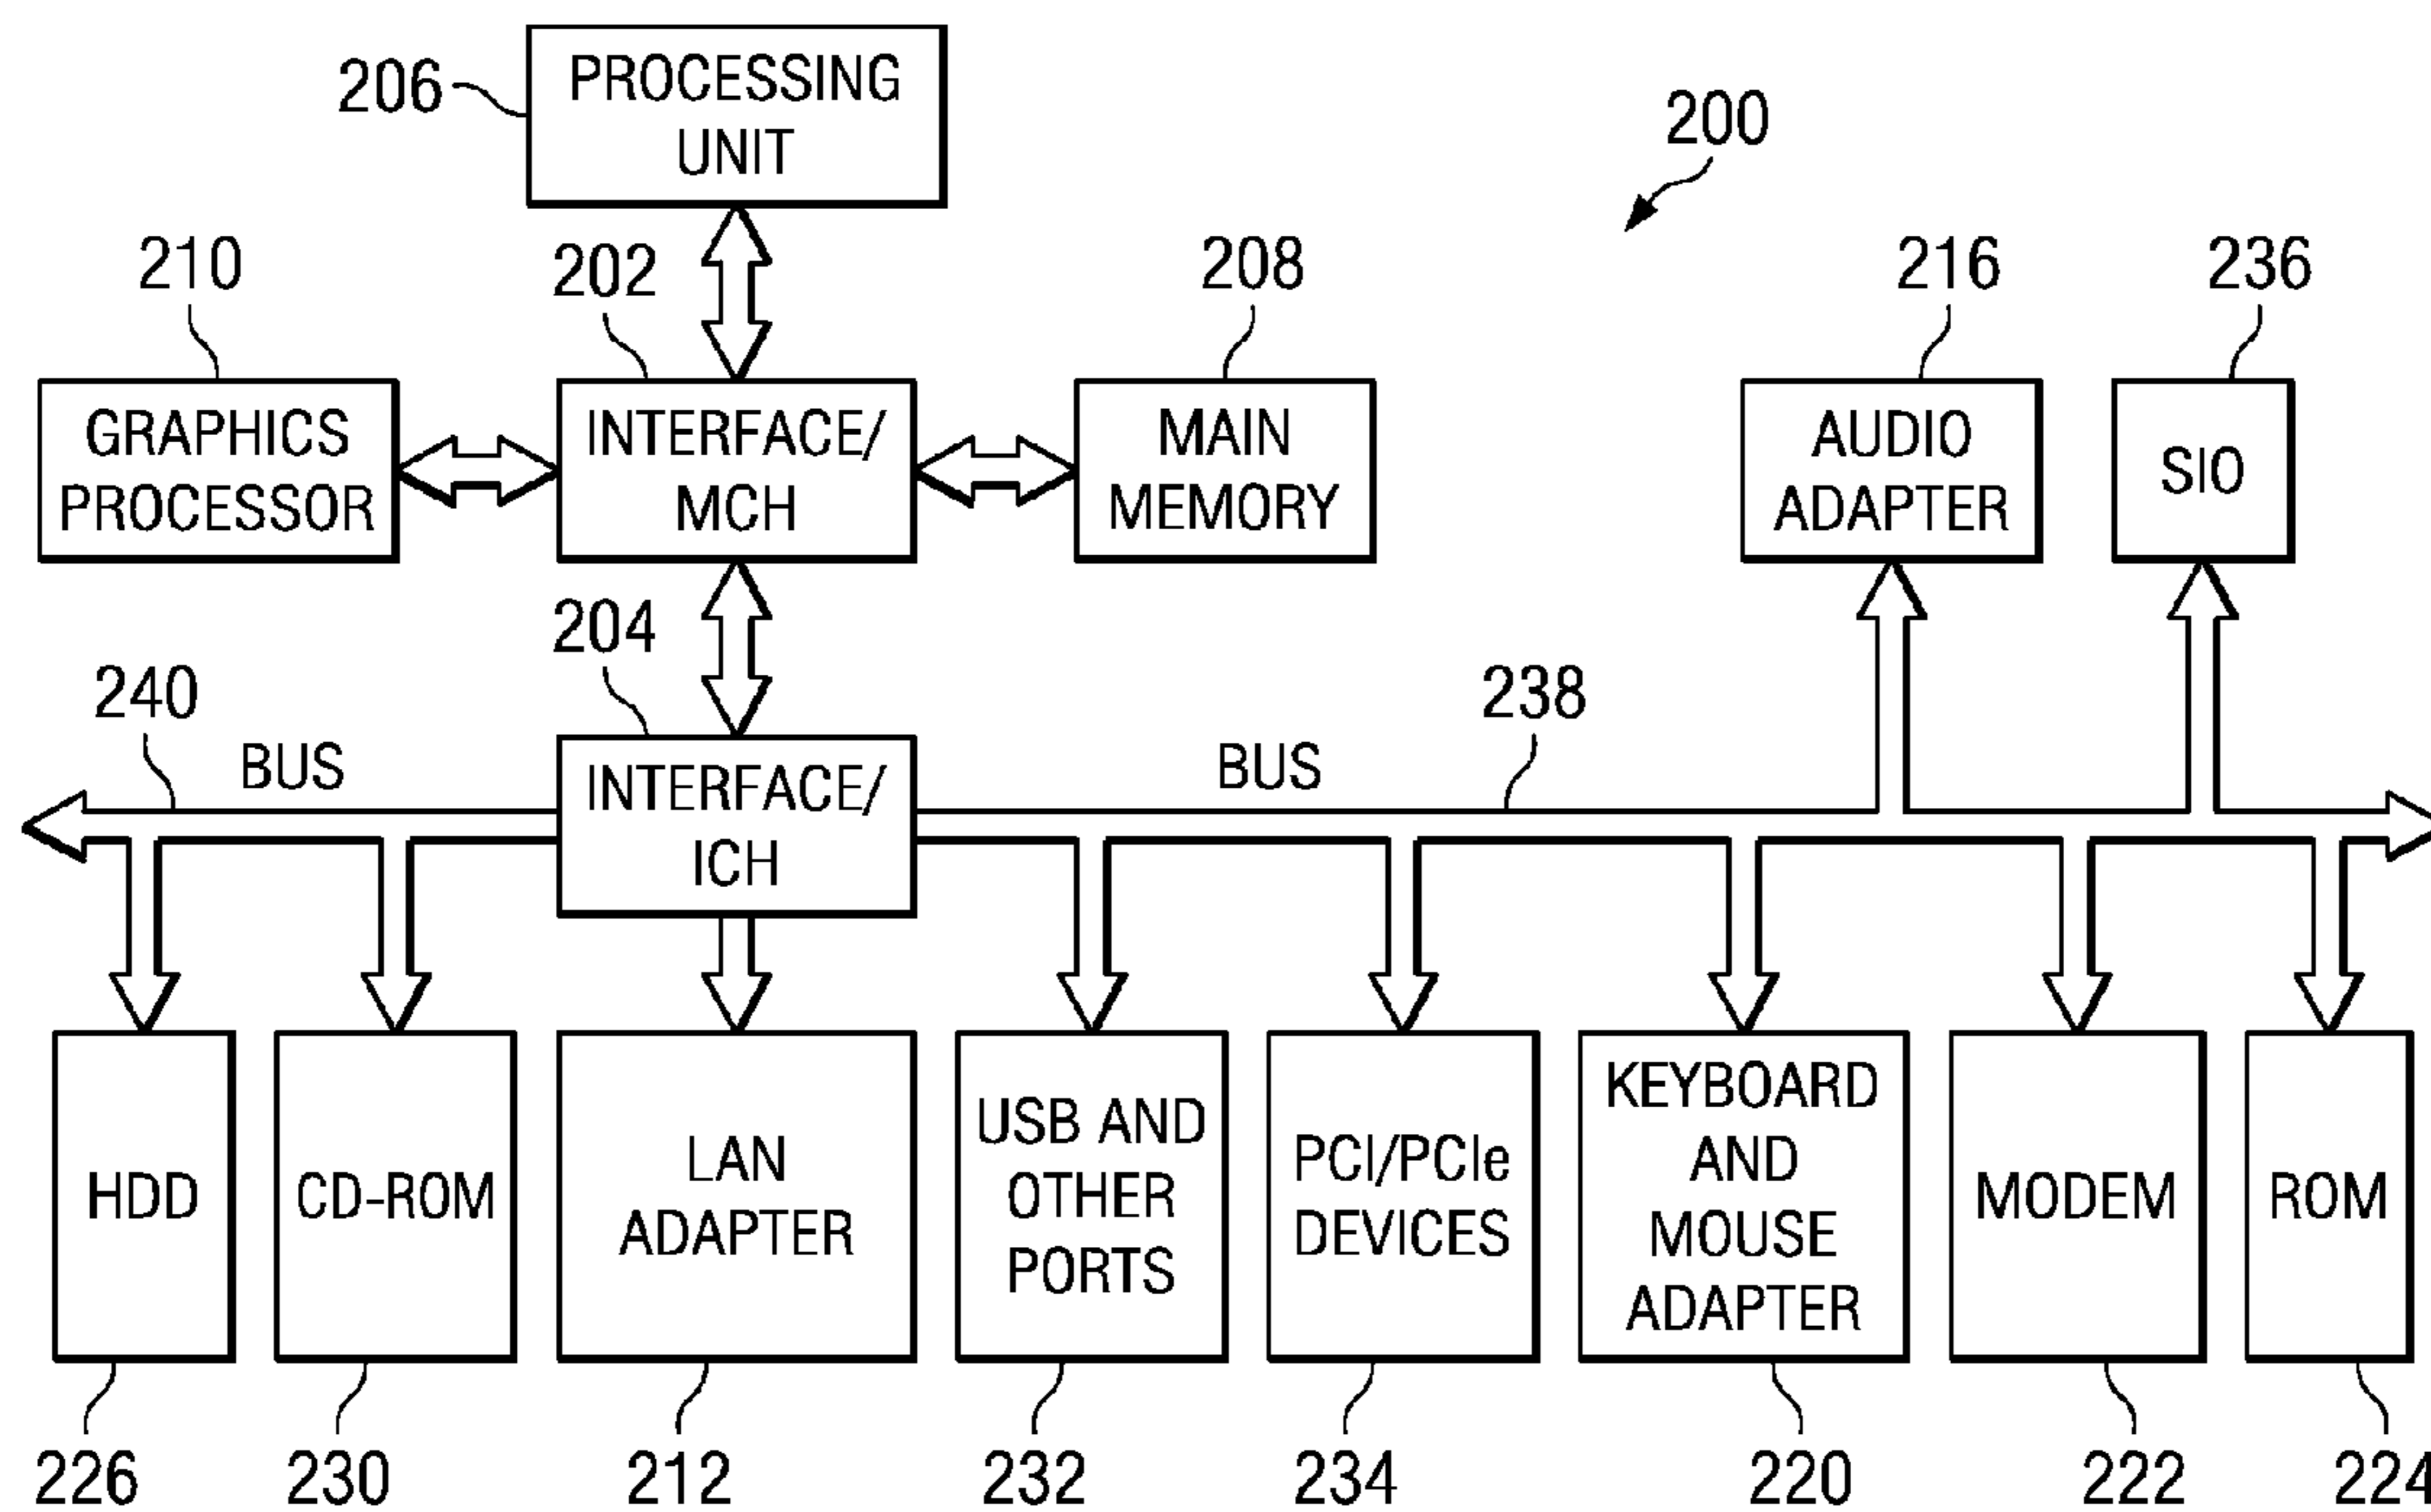 206
PROCESSING
UNIT
200
210
202
208
216
236
GRAPHICS
PROCESSOR
INTERFACE/
MCH
MAIN
MEMORY
AUDIO
ADAPTER
SIO
204
240
BUS
238
BUS
INTERFACE/
ICH
HDD
CD-ROM
LAN
ADAPTER
USB AND
OTHER
PORTS
PCI/PCIe
DEVICES
KEYBOARD
AND
MOUSE
ADAPTER
MODEM
ROM
226
230
212
232
234
220
222
224